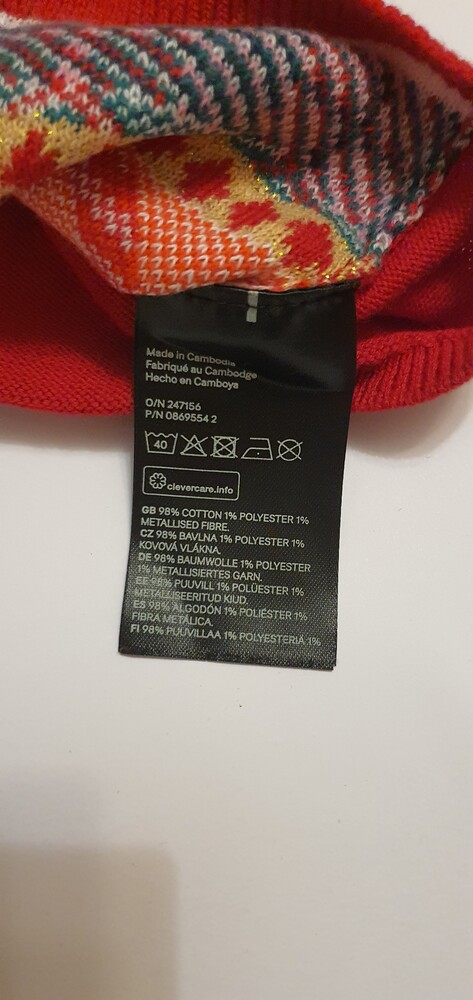 Made in Cambodia
Fabriqué au Cambodge
Hecho en Camboya
O/N 247156
P/N 0869554 2
40
clevercare.info
GB 98% COTTON 1% POLYESTER 1%
METALLISED FIBRE.
CZ 98% BAVLNA 1% POLYESTER 1%
KOVOVÁ VLÁKNA.
DE 98% BAUMWOLLE 1% POLYESTER
1% METALLISIERTES GARN.
EE 98% PUUVILL 1% POLÜESTER 1%
METALLISEERITUD KIUD.
ES 98% ALGODÓN 1% POLIÉSTER 1%
FIBRA METÁLICA.
FI 98% PUUVILLAA 1% POLYESTERIÄ 1%